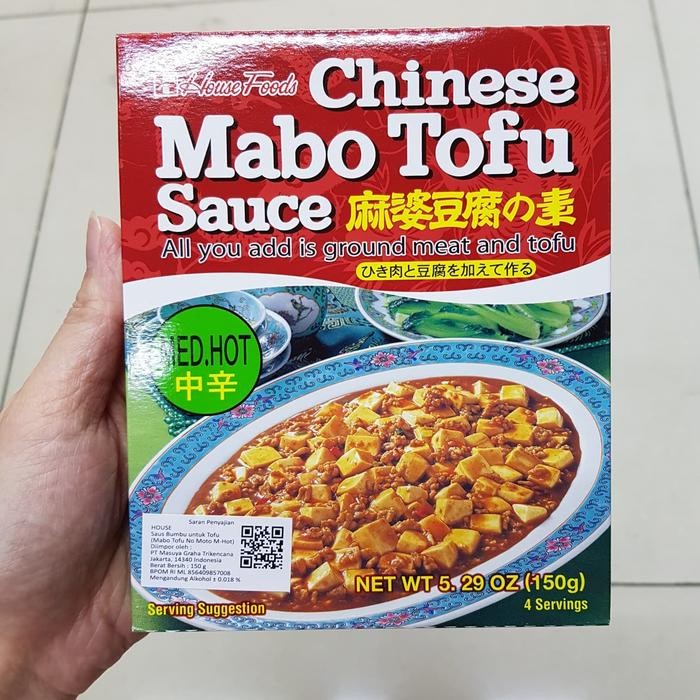 House Foods
Chinese
Mabo Tofu
Sauce 麻婆豆腐の素
All you add is ground meat and tofu
ひき肉と豆腐を加えて作る
MED.HOT
中辛
Saran Penyajian
HOUSE
Saus Bumbu untuk Tofu
(Mabo Tofu No Moto M-Hot)
Diimpor oleh :
PT Masuya Graha Trikencana
Jakarta, 14340 Indonesia
Berat Bersih : 150 g
BPOM RI ML 856409857008
Mengandung Alkohol ± 0.018 %
NET WT 5. 29 OZ (150g)
Serving Suggestion
4 Servings